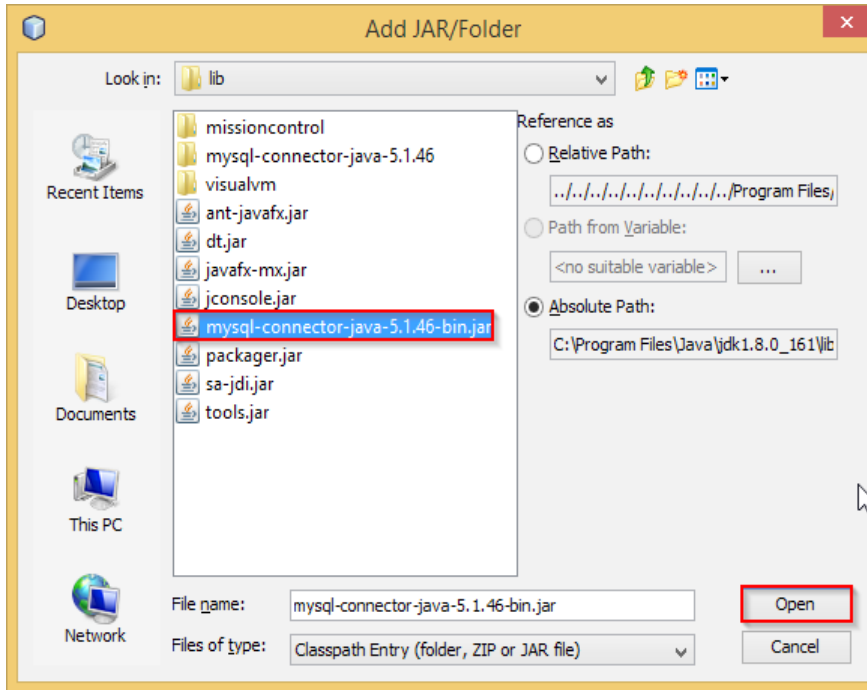 Add JAR/Folder
Look in:
lib
Recent Items
Desktop
Documents
This PC
Network
missioncontrol
mysql-connector-java-5.1.46
visualvm
ant-javafx.jar
dt.jar
javafx-mx.jar
jconsole.jar
mysql-connector-java-5.1.46-bin.jar
packager.jar
sa-jdi.jar
tools.jar
Reference as
Relative Path:
../../../../../../../../../../Program Files/
Path from Variable:
<no suitable variable>
...
Absolute Path:
C:\Program Files\Java\jdk1.8.0_161\lib
File name:
mysql-connector-java-5.1.46-bin.jar
Open
Files of type:
Classpath Entry (folder, ZIP or JAR file)
Cancel